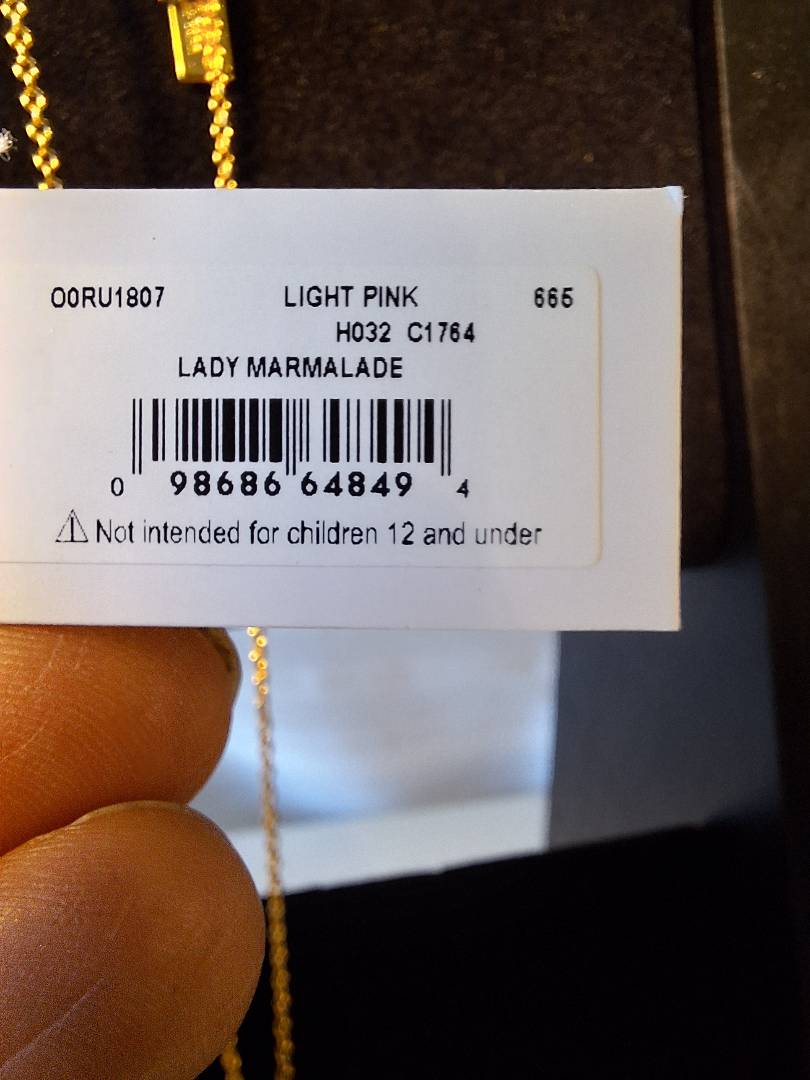 O0RU1807 LIGHT PINK 665
H032 C1764
LADY MARMALADE
0 98686 64849 4
⚠ Not intended for children 12 and under